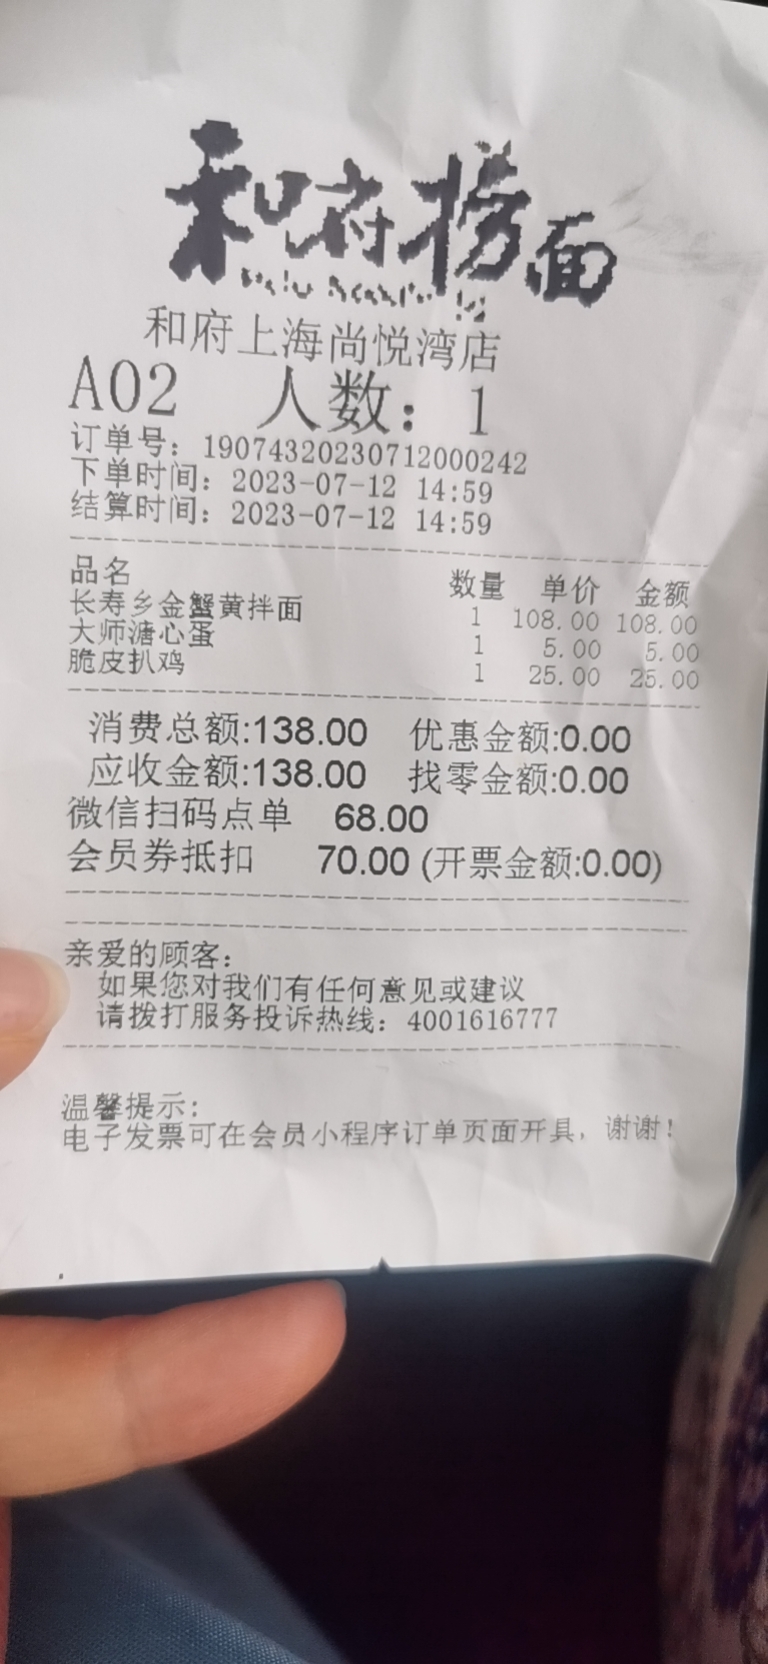 和府捞面
和府上海尚悦湾店
A02 人数：1
订单号：19074320230712000242
下单时间：2023-07-12 14:59
结算时间：2023-07-12 14:59
品名 数量 单价 金额
长寿乡金蟹黄拌面 1 108.00 108.00
大师溏心蛋 1 5.00 5.00
脆皮扒鸡 1 25.00 25.00
消费总额:138.00 优惠金额:0.00
应收金额:138.00 找零金额:0.00
微信扫码点单 68.00
会员券抵扣 70.00 (开票金额:0.00)
亲爱的顾客：
如果您对我们有任何意见或建议
请拨打服务投诉热线：4001616777
温馨提示：
电子发票可在会员小程序订单页面开具，谢谢！